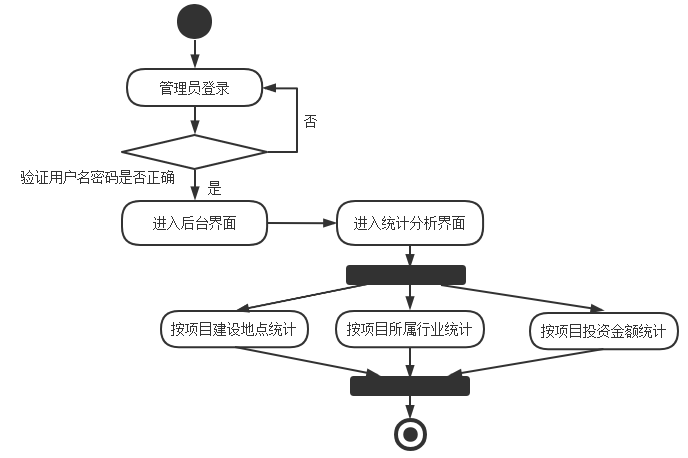 管理员登录
否
验证用户名密码是否正确
是
进入后台界面
进入统计分析界面
按项目建设地点统计
按项目所属行业统计
按项目投资金额统计